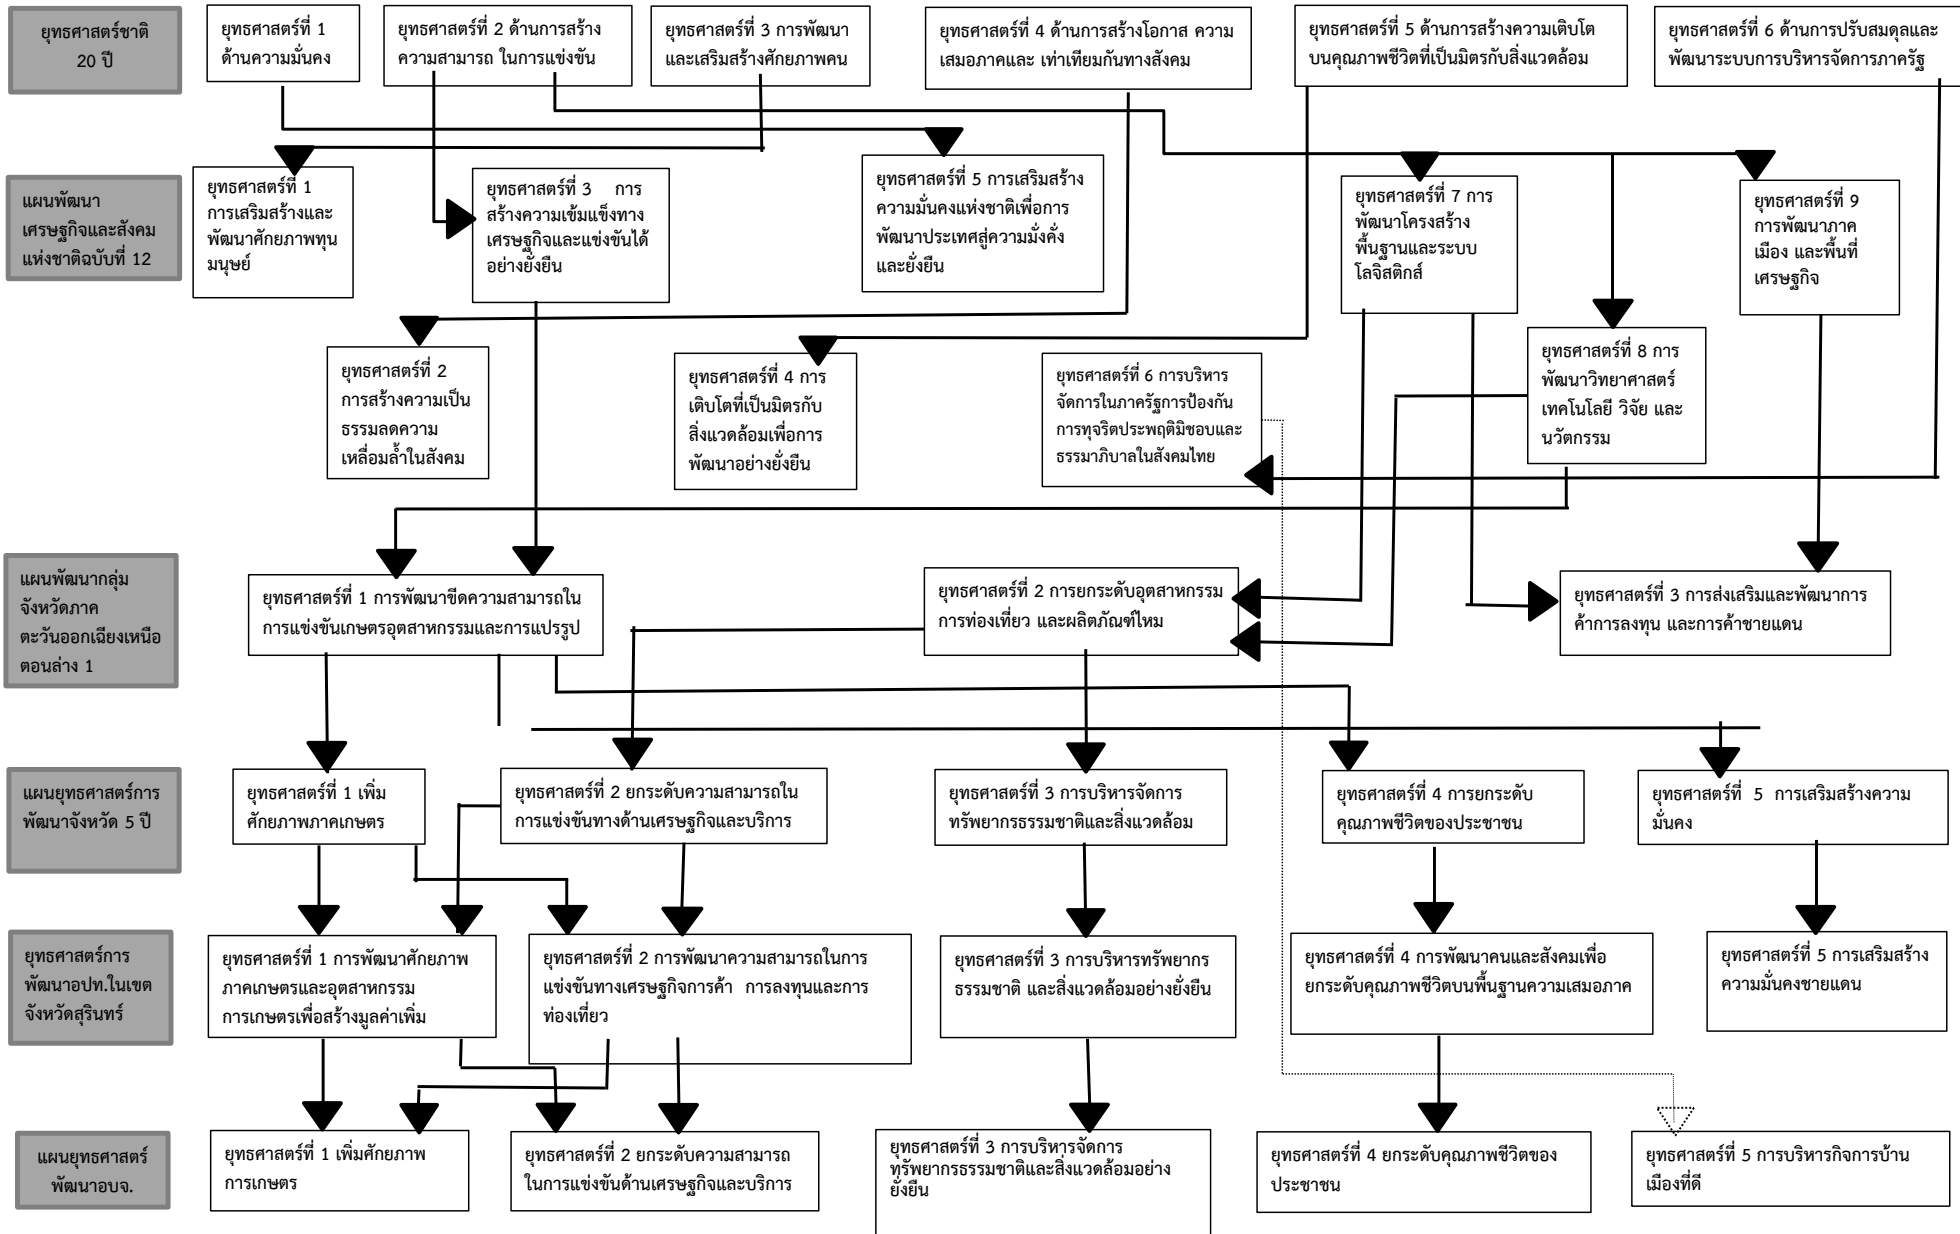 ยุทธศาสตร์ชาติ
20 ปี
ยุทธศาสตร์ที่ 1
ด้านความมั่นคง
ยุทธศาสตร์ที่ 2 ด้านการสร้าง
ความสามารถ ในการแข่งขัน
ยุทธศาสตร์ที่ 3 การพัฒนา
และเสริมสร้างศักยภาพคน
ยุทธศาสตร์ที่ 4 ด้านการสร้างโอกาส ความ
เสมอภาคและ เท่าเทียมกันทางสังคม
ยุทธศาสตร์ที่ 5 ด้านการสร้างความเติบโต
บนคุณภาพชีวิตที่เป็นมิตรกับสิ่งแวดล้อม
ยุทธศาสตร์ที่ 6 ด้านการปรับสมดุลและ
พัฒนาระบบการบริหารจัดการภาครัฐ
แผนพัฒนา
เศรษฐกิจและสังคม
แห่งชาติฉบับที่ 12
ยุทธศาสตร์ที่ 1
การเสริมสร้างและ
พัฒนาศักยภาพทุน
มนุษย์
ยุทธศาสตร์ที่ 3 การ
สร้างความเข้มแข็งทาง
เศรษฐกิจและแข่งขันได้
อย่างยั่งยืน
ยุทธศาสตร์ที่ 5 การเสริมสร้าง
ความมั่นคงแห่งชาติเพื่อการ
พัฒนาประเทศสู่ความมั่งคั่ง
และยั่งยืน
ยุทธศาสตร์ที่ 7 การ
พัฒนาโครงสร้าง
พื้นฐานและระบบ
โลจิสติกส์
ยุทธศาสตร์ที่ 9
การพัฒนาภาค
เมือง และพื้นที่
เศรษฐกิจ
ยุทธศาสตร์ที่ 2
การสร้างความเป็น
ธรรมลดความ
เหลื่อมล้ำในสังคม
ยุทธศาสตร์ที่ 4 การ
เติบโตที่เป็นมิตรกับ
สิ่งแวดล้อมเพื่อการ
พัฒนาอย่างยั่งยืน
ยุทธศาสตร์ที่ 6 การบริหาร
จัดการในภาครัฐการป้องกัน
การทุจริตประพฤติมิชอบและ
ธรรมาภิบาลในสังคมไทย
ยุทธศาสตร์ที่ 8 การ
พัฒนาวิทยาศาสตร์
เทคโนโลยี วิจัย และ
นวัตกรรม
แผนพัฒนากลุ่ม
จังหวัดภาค
ตะวันออกเฉียงเหนือ
ตอนล่าง 1
ยุทธศาสตร์ที่ 1 การพัฒนาขีดความสามารถใน
การแข่งขันเกษตรอุตสาหกรรมและการแปรรูป
ยุทธศาสตร์ที่ 2 การยกระดับอุตสาหกรรม
การท่องเที่ยว และผลิตภัณฑ์ไหม
ยุทธศาสตร์ที่ 3 การส่งเสริมและพัฒนาการ
ค้าการลงทุน และการค้าชายแดน
แผนยุทธศาสตร์การ
พัฒนาจังหวัด 5 ปี
ยุทธศาสตร์ที่ 1 เพิ่ม
ศักยภาพภาคเกษตร
ยุทธศาสตร์ที่ 2 ยกระดับความสามารถใน
การแข่งขันทางด้านเศรษฐกิจและบริการ
ยุทธศาสตร์ที่ 3 การบริหารจัดการ
ทรัพยากรธรรมชาติและสิ่งแวดล้อม
ยุทธศาสตร์ที่ 4 การยกระดับ
คุณภาพชีวิตของประชาชน
ยุทธศาสตร์ที่ 5 การเสริมสร้างความ
มั่นคง
ยุทธศาสตร์การ
พัฒนาอปท.ในเขต
จังหวัดสุรินทร์
ยุทธศาสตร์ที่ 1 การพัฒนาศักยภาพ
ภาคเกษตรและอุตสาหกรรม
การเกษตรเพื่อสร้างมูลค่าเพิ่ม
ยุทธศาสตร์ที่ 2 การพัฒนาความสามารถในการ
แข่งขันทางเศรษฐกิจการค้า การลงทุนและการ
ท่องเที่ยว
ยุทธศาสตร์ที่ 3 การบริหารทรัพยากร
ธรรมชาติ และสิ่งแวดล้อมอย่างยั่งยืน
ยุทธศาสตร์ที่ 4 การพัฒนาคนและสังคมเพื่อ
ยกระดับคุณภาพชีวิตบนพื้นฐานความเสมอภาค
ยุทธศาสตร์ที่ 5 การเสริมสร้าง
ความมั่นคงชายแดน
แผนยุทธศาสตร์
พัฒนาอบจ.
ยุทธศาสตร์ที่ 1 เพิ่มศักยภาพ
การเกษตร
ยุทธศาสตร์ที่ 2 ยกระดับความสามารถ
ในการแข่งขันด้านเศรษฐกิจและบริการ
ยุทธศาสตร์ที่ 3 การบริหารจัดการ
ทรัพยากรธรรมชาติและสิ่งแวดล้อมอย่าง
ยั่งยืน
ยุทธศาสตร์ที่ 4 ยกระดับคุณภาพชีวิตของ
ประชาชน
ยุทธศาสตร์ที่ 5 การบริหารกิจการบ้าน
เมืองที่ดี